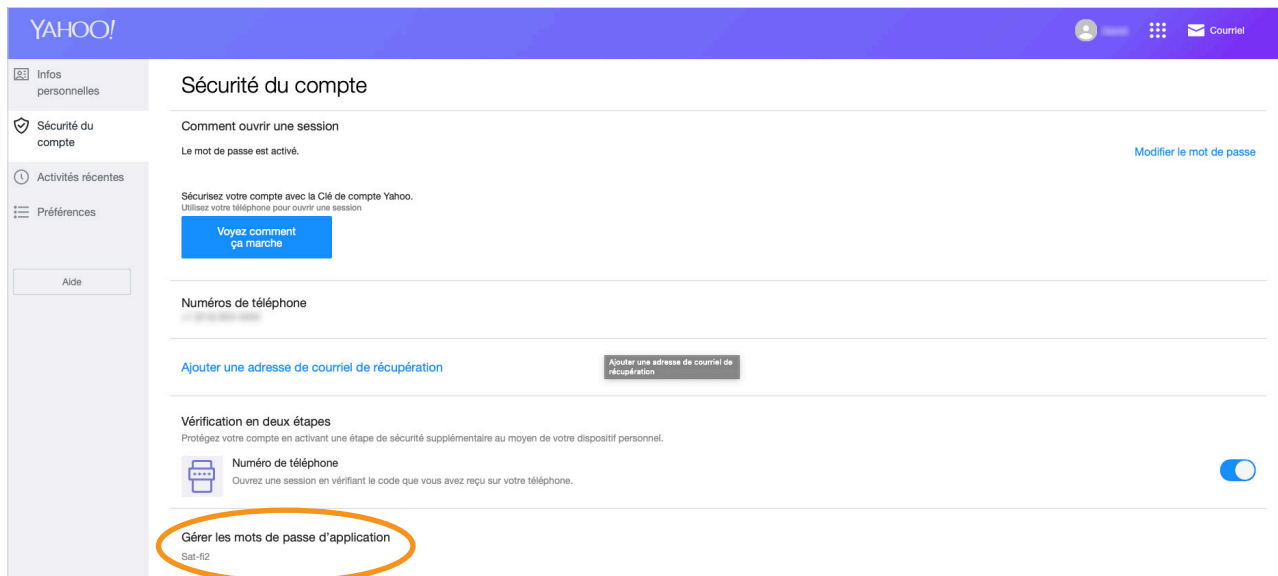 YAHOO!
Courriel
Infos
personnelles
Sécurité du
compte
Activités récentes
Préférences
Aide
Sécurité du compte
Comment ouvrir une session
Le mot de passe est activé.
Modifier le mot de passe
Sécurisez votre compte avec la Clé de compte Yahoo.
Utilisez votre téléphone pour ouvrir une session
Voyez comment
ça marche
Numéros de téléphone
Ajouter une adresse de courriel de récupération
Ajouter une adresse de courriel de
récupération
Vérification en deux étapes
Protégez votre compte en activant une étape de sécurité supplémentaire au moyen de votre dispositif personnel.
Numéro de téléphone
Ouvrez une session en vérifiant le code que vous avez reçu sur votre téléphone.
Gérer les mots de passe d'application
Sat-fi2